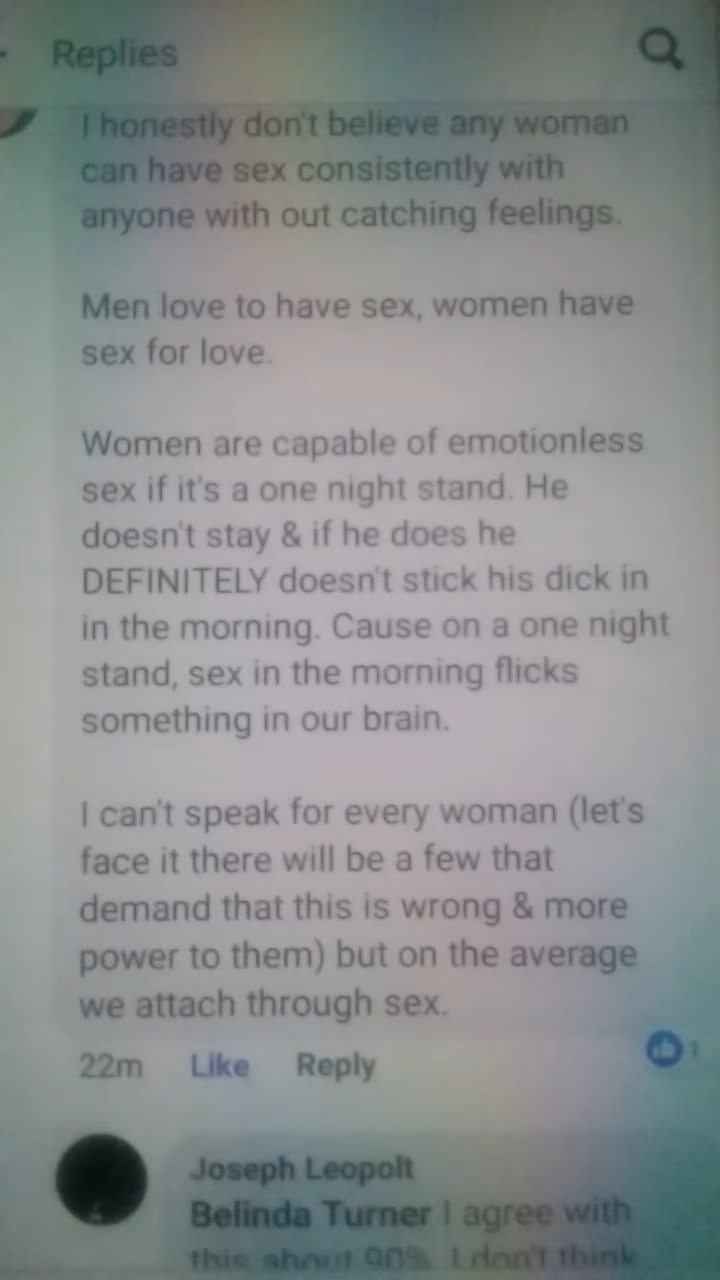 Replies
I honestly don't believe any woman
can have sex consistently with
anyone with out catching feelings.
Men love to have sex, women have
sex for love.
Women are capable of emotionless
sex if it's a one night stand. He
doesn't stay & if he does he
DEFINITELY doesn't stick his dick in
in the morning. Cause on a one night
stand, sex in the morning flicks
something in our brain.
I can't speak for every woman (let's
face it there will be a few that
demand that this is wrong & more
power to them) but on the average
we attach through sex.
22m Like Reply 1
Joseph Leopolt
Belinda Turner I agree with
this about 90%. I don't think